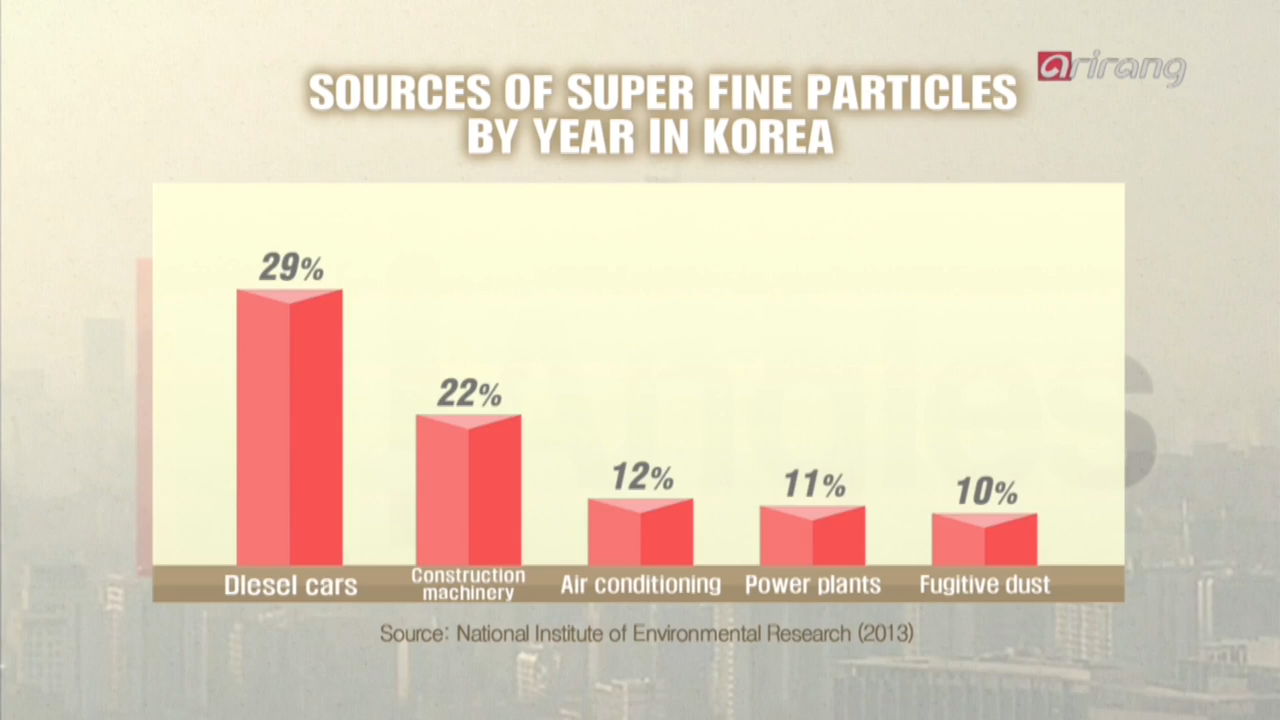 arirang
SOURCES OF SUPER FINE PARTICLES
BY YEAR IN KOREA
29%
22%
12%
11%
10%
DIesel cars
Construction
machinery
Air conditioning
Power plants
Fugitive dust
Source: National Institute of Environmental Research (2013)